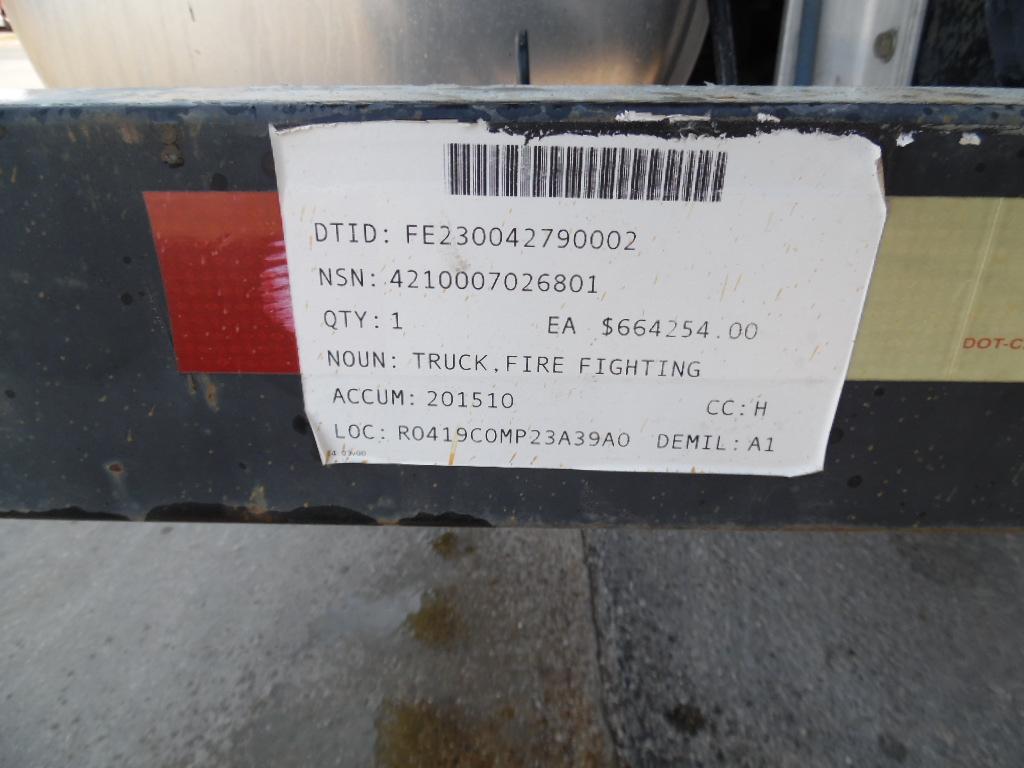 DTID: FE230042790002
NSN: 4210007026801
QTY: 1 EA $664254.00
NOUN: TRUCK, FIRE FIGHTING
ACCUM: 201510 CC: H
LOC: R0419COMP23A39A0 DEMIL: A1
DOT-C